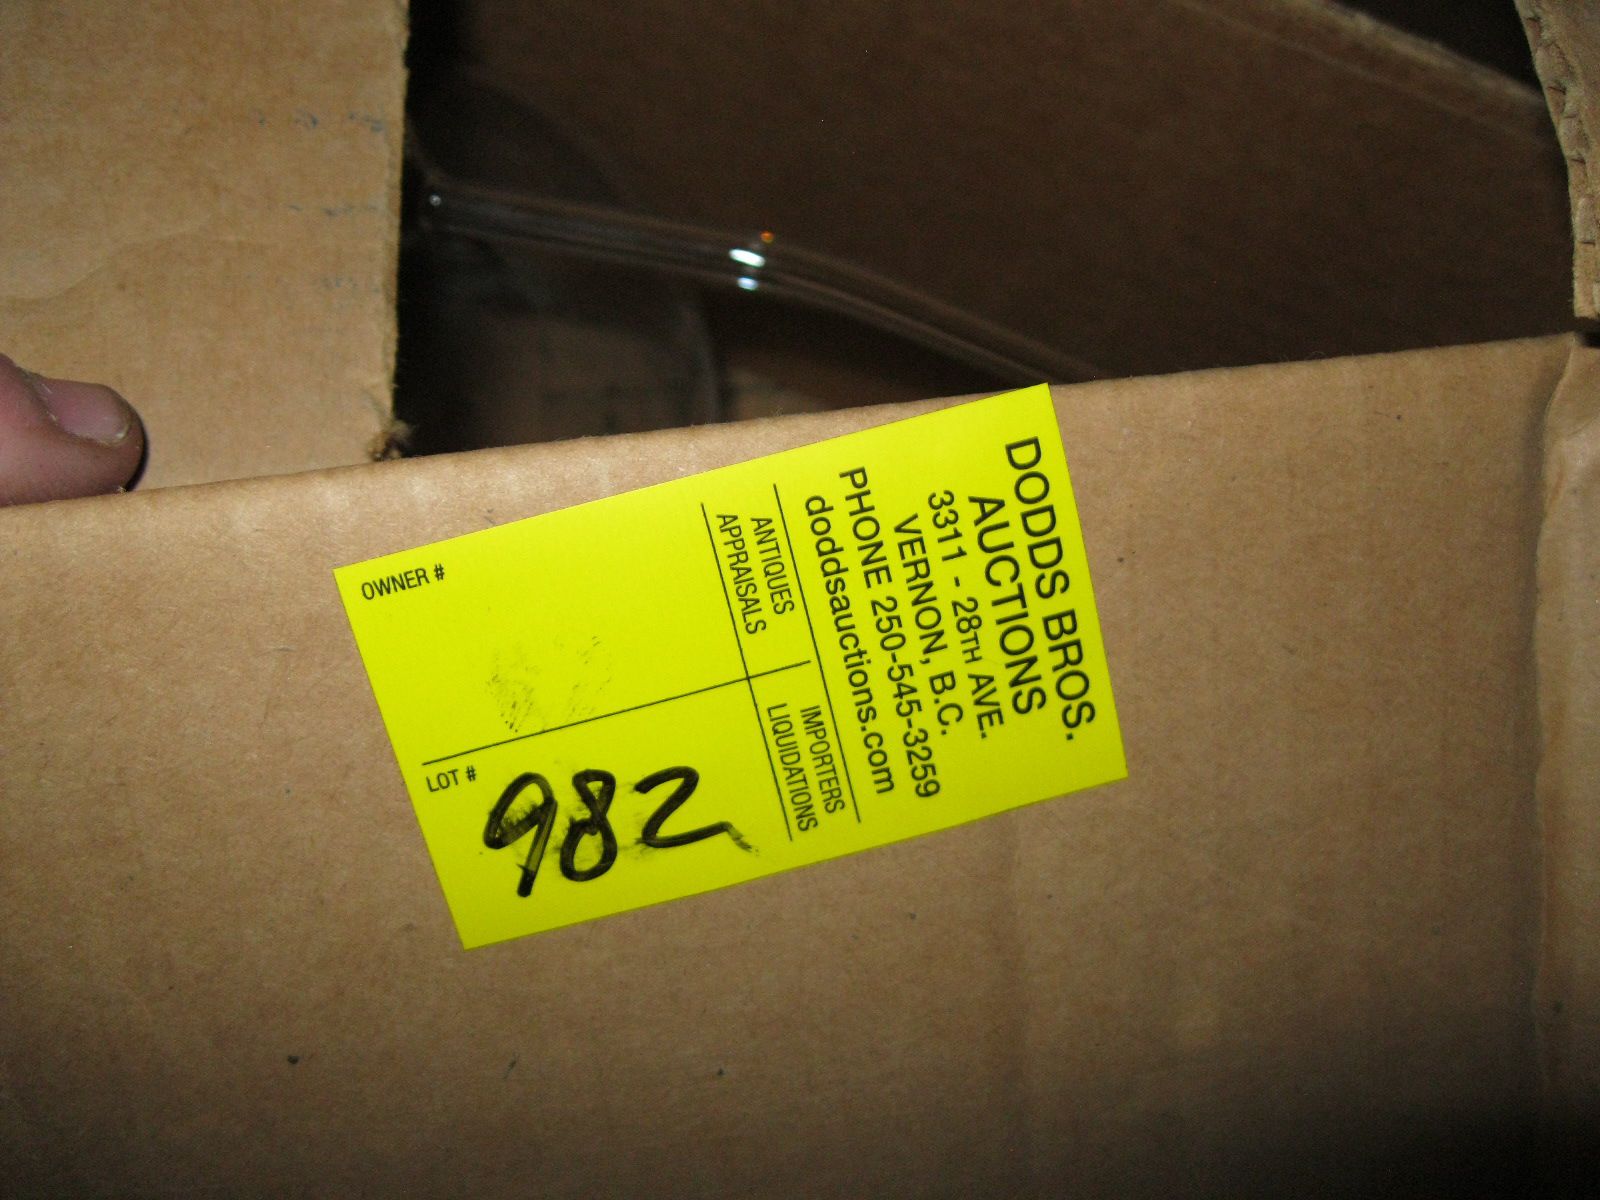 DODDS BROS.
AUCTIONS
3311 - 28TH AVE.
VERNON, B.C.
PHONE 250-545-3259
doddsauctions.com
ANTIQUES
APPRAISALS
IMPORTERS
LIQUIDATIONS
OWNER #
LOT #
982